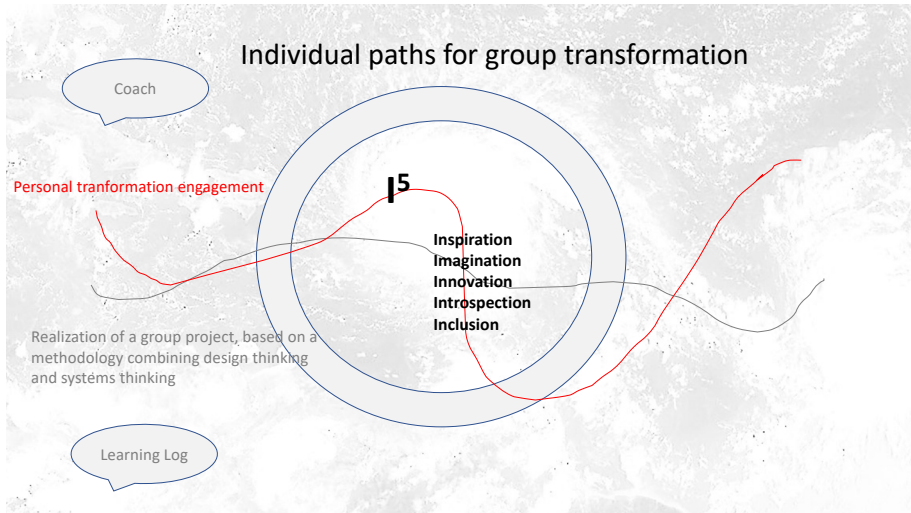 Individual paths for group transformation
Coach
Personal tranformation engagement
I5
Inspiration
Imagination
Innovation
Introspection
Inclusion
Realization of a group project, based on a
methodology combining design thinking
and systems thinking
Learning Log